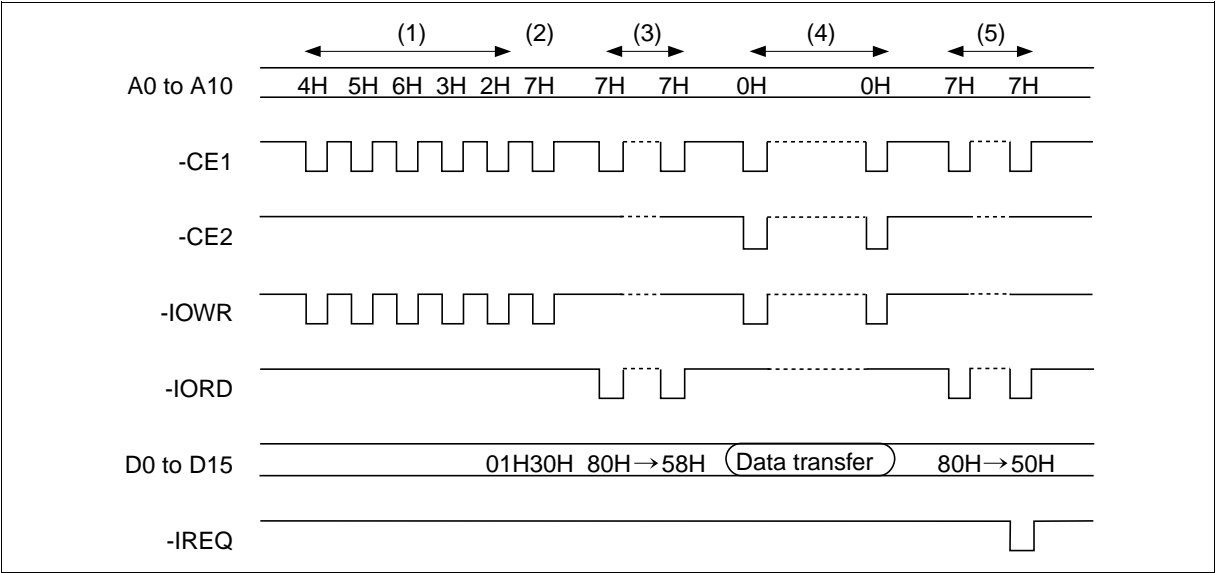 (1) (2) (3) (4) (5)
A0 to A10 4H 5H 6H 3H 2H 7H 7H 7H 0H 0H 7H 7H
-CE1
-CE2
-IOWR
-IORD
D0 to D15 01H30H 80H→58H Data transfer 80H→50H
-IREQ